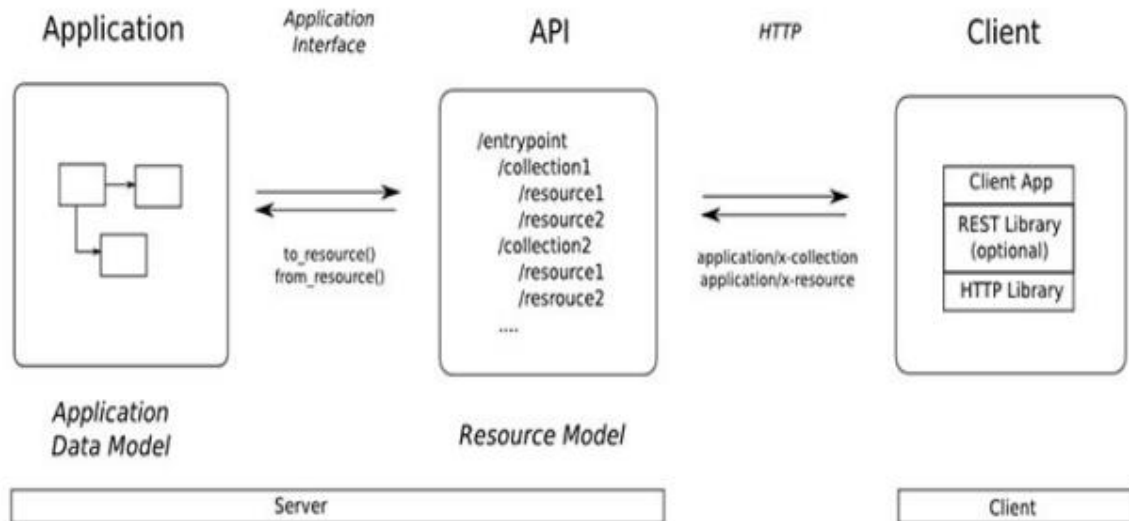 Application
Application
Interface
API
HTTP
Client
/entrypoint
/collection1
/resource1
/resource2
/collection2
/resource1
/resrouce2
....
to_resource()
from_resource()
application/x-collection
application/x-resource
Client App
REST Library
(optional)
HTTP Library
Application
Data Model
Resource Model
Server
Client